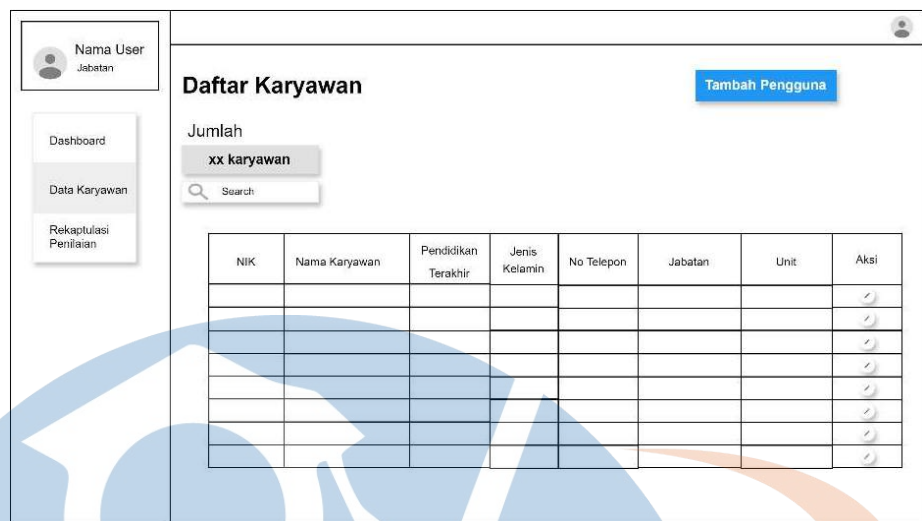 Nama User
Jabatan
Dashboard
Data Karyawan
Rekaptulasi
Penilaian
Daftar Karyawan
Tambah Pengguna
Jumlah
xx karyawan
Search
NIK
Nama Karyawan
Pendidikan
Terakhir
Jenis
Kelamin
No Telepon
Jabatan
Unit
Aksi